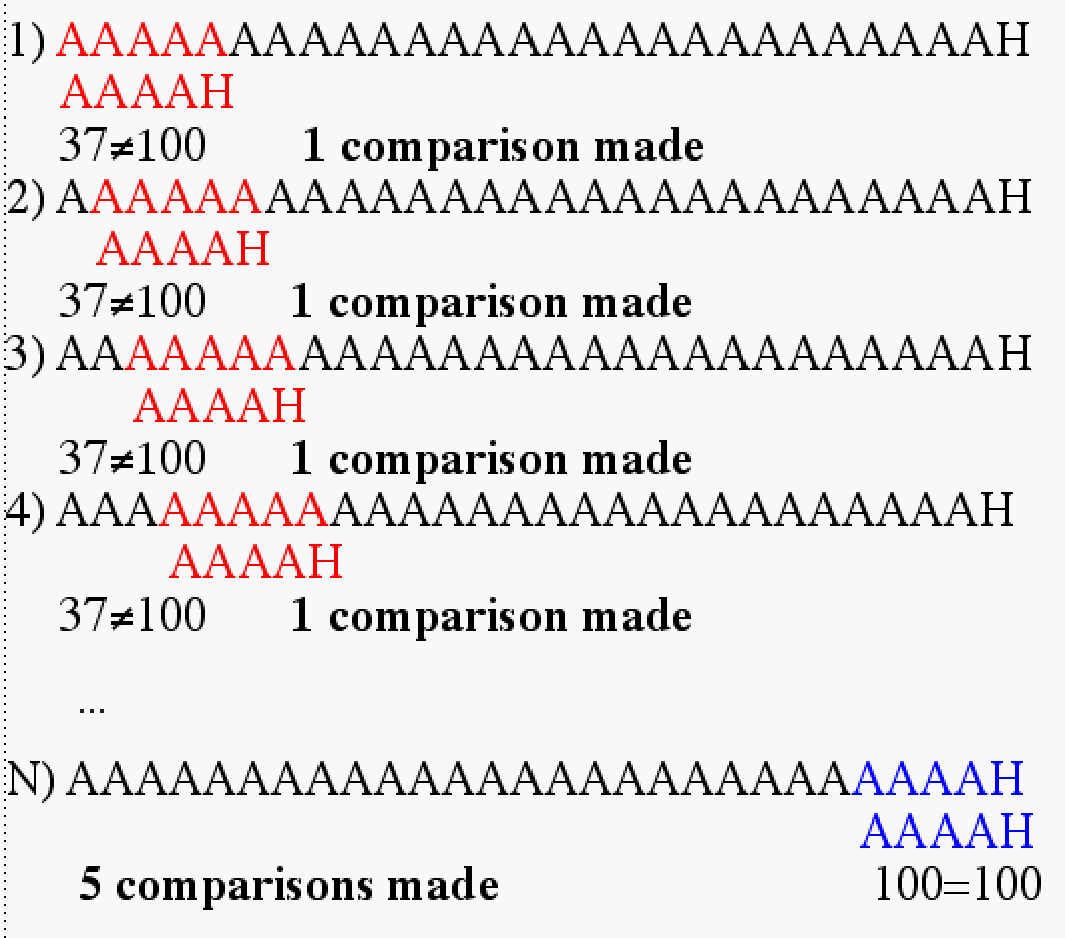 1) AAAAAAAAAAAAAAAAAAAAAAAAAAAH
AAAAH
37≠100 1 comparison made
2) AAAAAAAAAAAAAAAAAAAAAAAAAAAH
AAAAH
37≠100 1 comparison made
3) AAAAAAAAAAAAAAAAAAAAAAAAAAAH
AAAAH
37≠100 1 comparison made
4) AAAAAAAAAAAAAAAAAAAAAAAAAAAH
AAAAH
37≠100 1 comparison made
...
N) AAAAAAAAAAAAAAAAAAAAAAAAAAAH
AAAAH
5 comparisons made 100=100